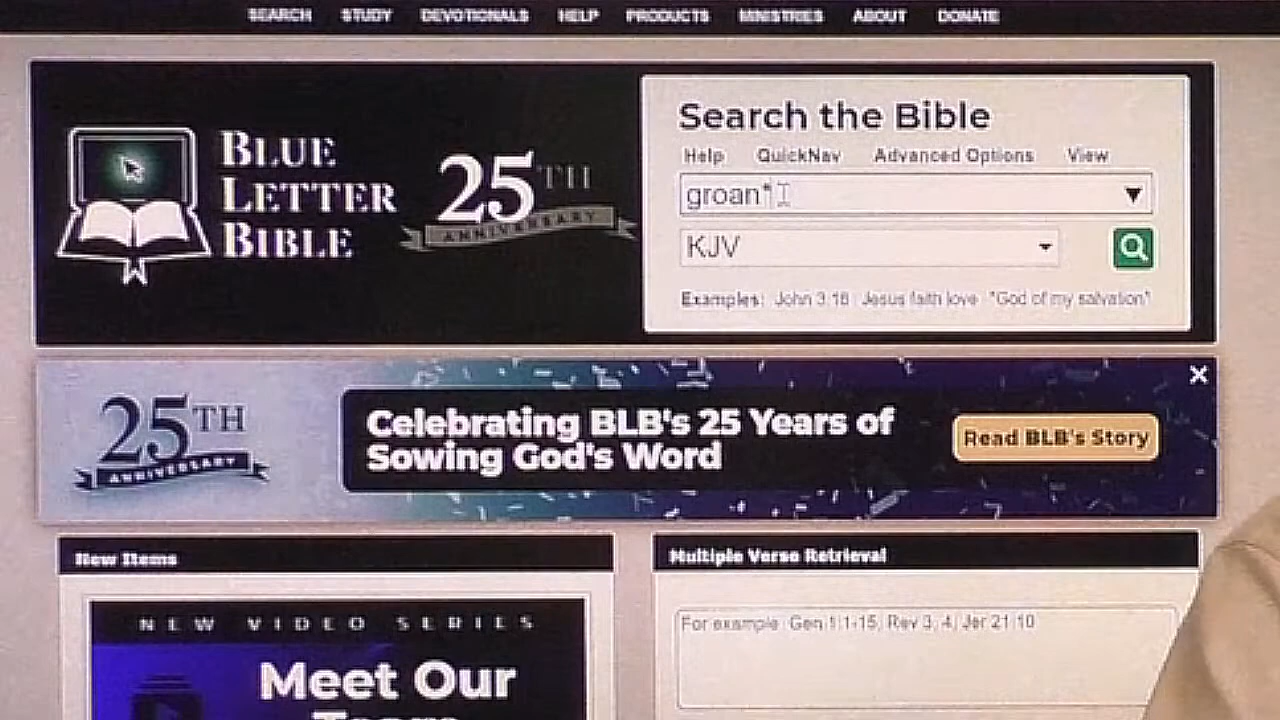 SEARCH STUDY DEVOTIONALS HELP PRODUCTS MINISTRIES ABOUT DONATE
BLUE
LETTER
BIBLE
25TH
ANNIVERSARY
Search the Bible
Help QuickNav Advanced Options View
groan*
KJV
Examples: John 3:16 Jesus faith love "God of my salvation"
25TH
ANNIVERSARY
Celebrating BLB's 25 Years of
Sowing God's Word
Read BLB's Story
New Items
NEW VIDEO SERIES
Meet Our
Team
Multiple Verse Retrieval
For example: Gen 1:1-15; Rev 3, 4; Jer 21:10